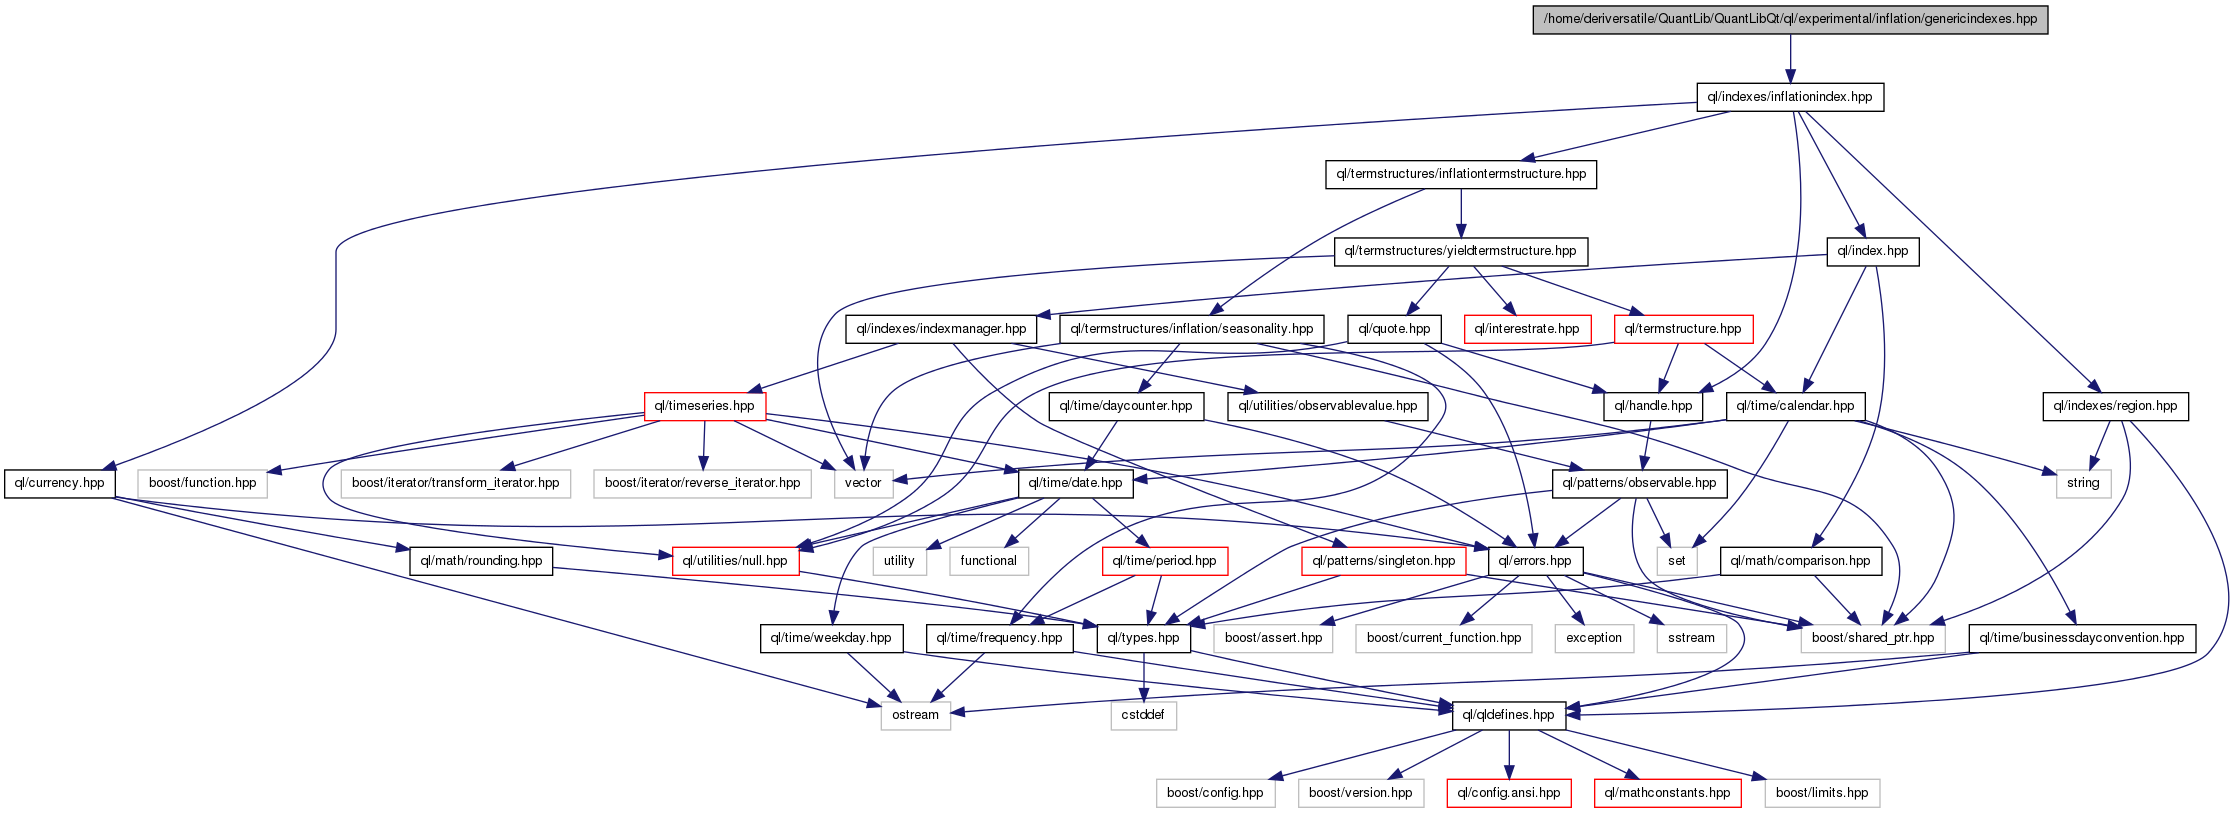 /home/deriversatile/QuantLib/QuantLibQt/ql/experimental/inflation/genericindexes.hpp
ql/indexes/inflationindex.hpp
ql/termstructures/inflationtermstructure.hpp
ql/termstructures/yieldtermstructure.hpp
ql/index.hpp
ql/indexes/indexmanager.hpp
ql/termstructures/inflation/seasonality.hpp
ql/quote.hpp
ql/interestrate.hpp
ql/termstructure.hpp
ql/timeseries.hpp
ql/time/daycounter.hpp
ql/utilities/observablevalue.hpp
ql/handle.hpp
ql/time/calendar.hpp
ql/indexes/region.hpp
ql/currency.hpp
boost/function.hpp
boost/iterator/transform_iterator.hpp
boost/iterator/reverse_iterator.hpp
vector
ql/time/date.hpp
ql/patterns/observable.hpp
string
ql/math/rounding.hpp
ql/utilities/null.hpp
utility
functional
ql/time/period.hpp
ql/patterns/singleton.hpp
ql/errors.hpp
set
ql/math/comparison.hpp
ql/time/weekday.hpp
ql/time/frequency.hpp
ql/types.hpp
boost/assert.hpp
boost/current_function.hpp
exception
sstream
boost/shared_ptr.hpp
ql/time/businessdayconvention.hpp
ostream
cstddef
ql/qldefines.hpp
boost/config.hpp
boost/version.hpp
ql/config.ansi.hpp
ql/mathconstants.hpp
boost/limits.hpp